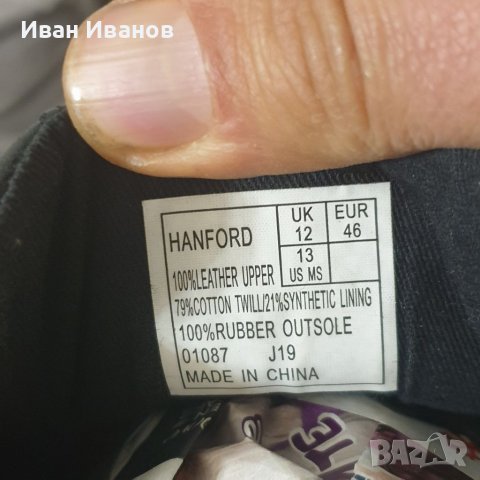 Иван Иванов
HANFORD
UK
12
EUR
46
13
US MS
100%LEATHER UPPER
79%COTTON TWILL/21%SYNTHETIC LINING
100%RUBBER OUTSOLE
01087 J19
MADE IN CHINA
BAZAR